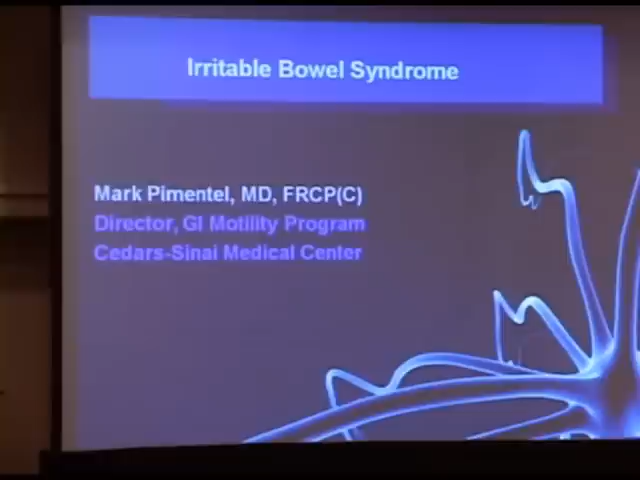 Irritable Bowel Syndrome
Mark Pimentel, MD, FRCP(C)
Director, GI Motility Program
Cedars-Sinai Medical Center